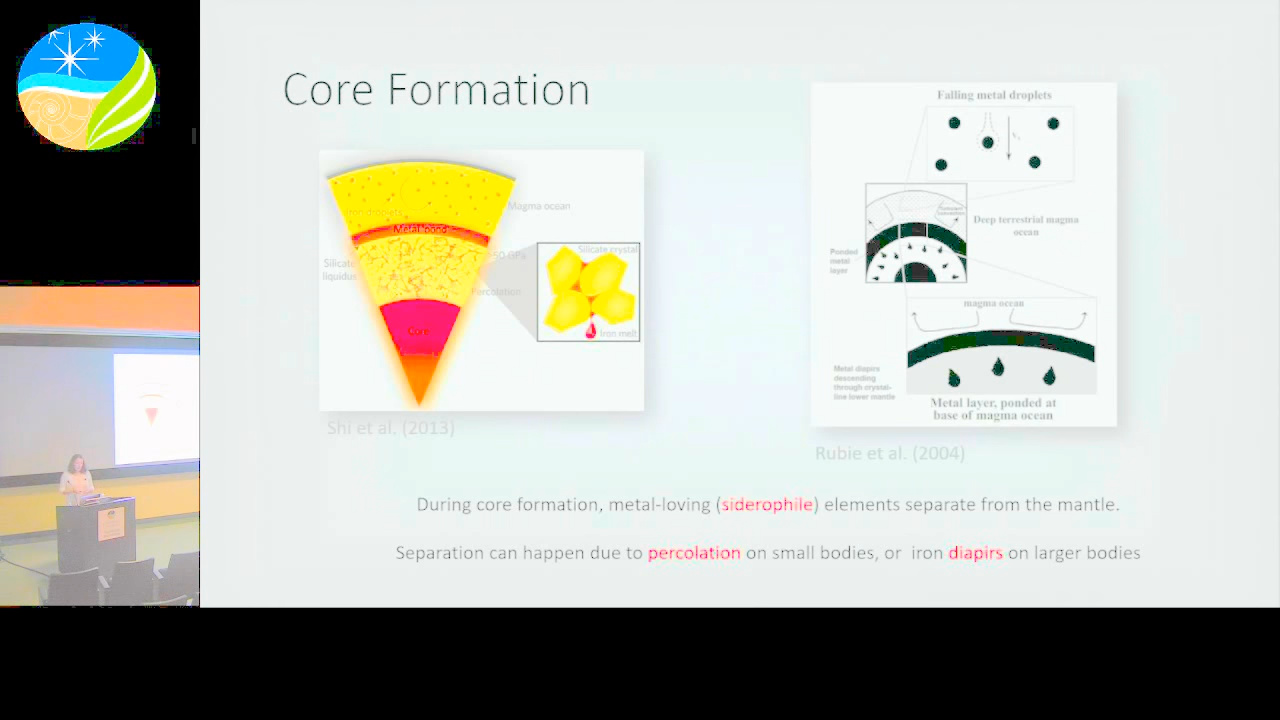 Core Formation
Iron droplets
Magma ocean
Metal pond
Silicate
liquidus
50 GPa
Percolation
Core
Silicate crystal
Iron melt
Shi et al. (2013)
Falling metal droplets
Deep terrestrial magma
ocean
Ponded
metal
layer
magma ocean
Metal diapirs
descending
through crystal-
line lower mantle
Metal layer, ponded at
base of magma ocean
Rubie et al. (2004)
During core formation, metal-loving (siderophile) elements separate from the mantle.
Separation can happen due to percolation on small bodies, or iron diapirs on larger bodies